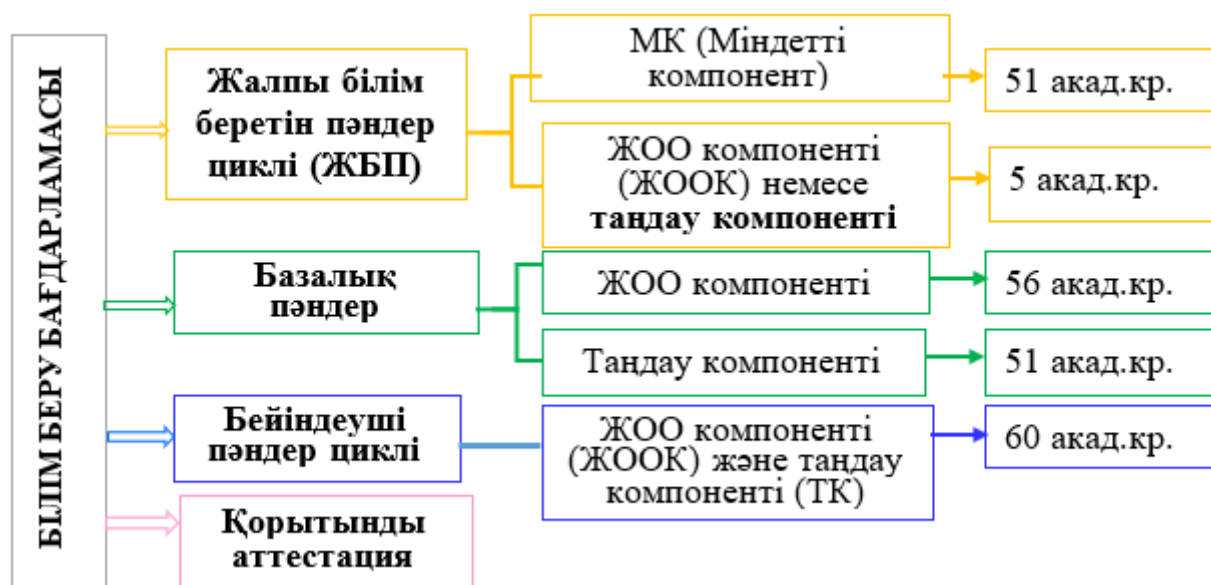 БІЛІМ БЕРУ БАҒДАРЛАМАСЫ
Жалпы білім
беретін пәндер
циклі (ЖБП)
МК (Міндетті
компонент)
51 акад.кр.
ЖОО компоненті
(ЖООК) немесе
таңдау компоненті
5 акад.кр.
Базалық
пәндер
ЖОО компоненті
56 акад.кр.
Таңдау компоненті
51 акад.кр.
Бейіндеуші
пәндер циклі
ЖОО компоненті
(ЖООК) және таңдау
компоненті (ТК)
60 акад.кр.
Қорытынды
аттестация